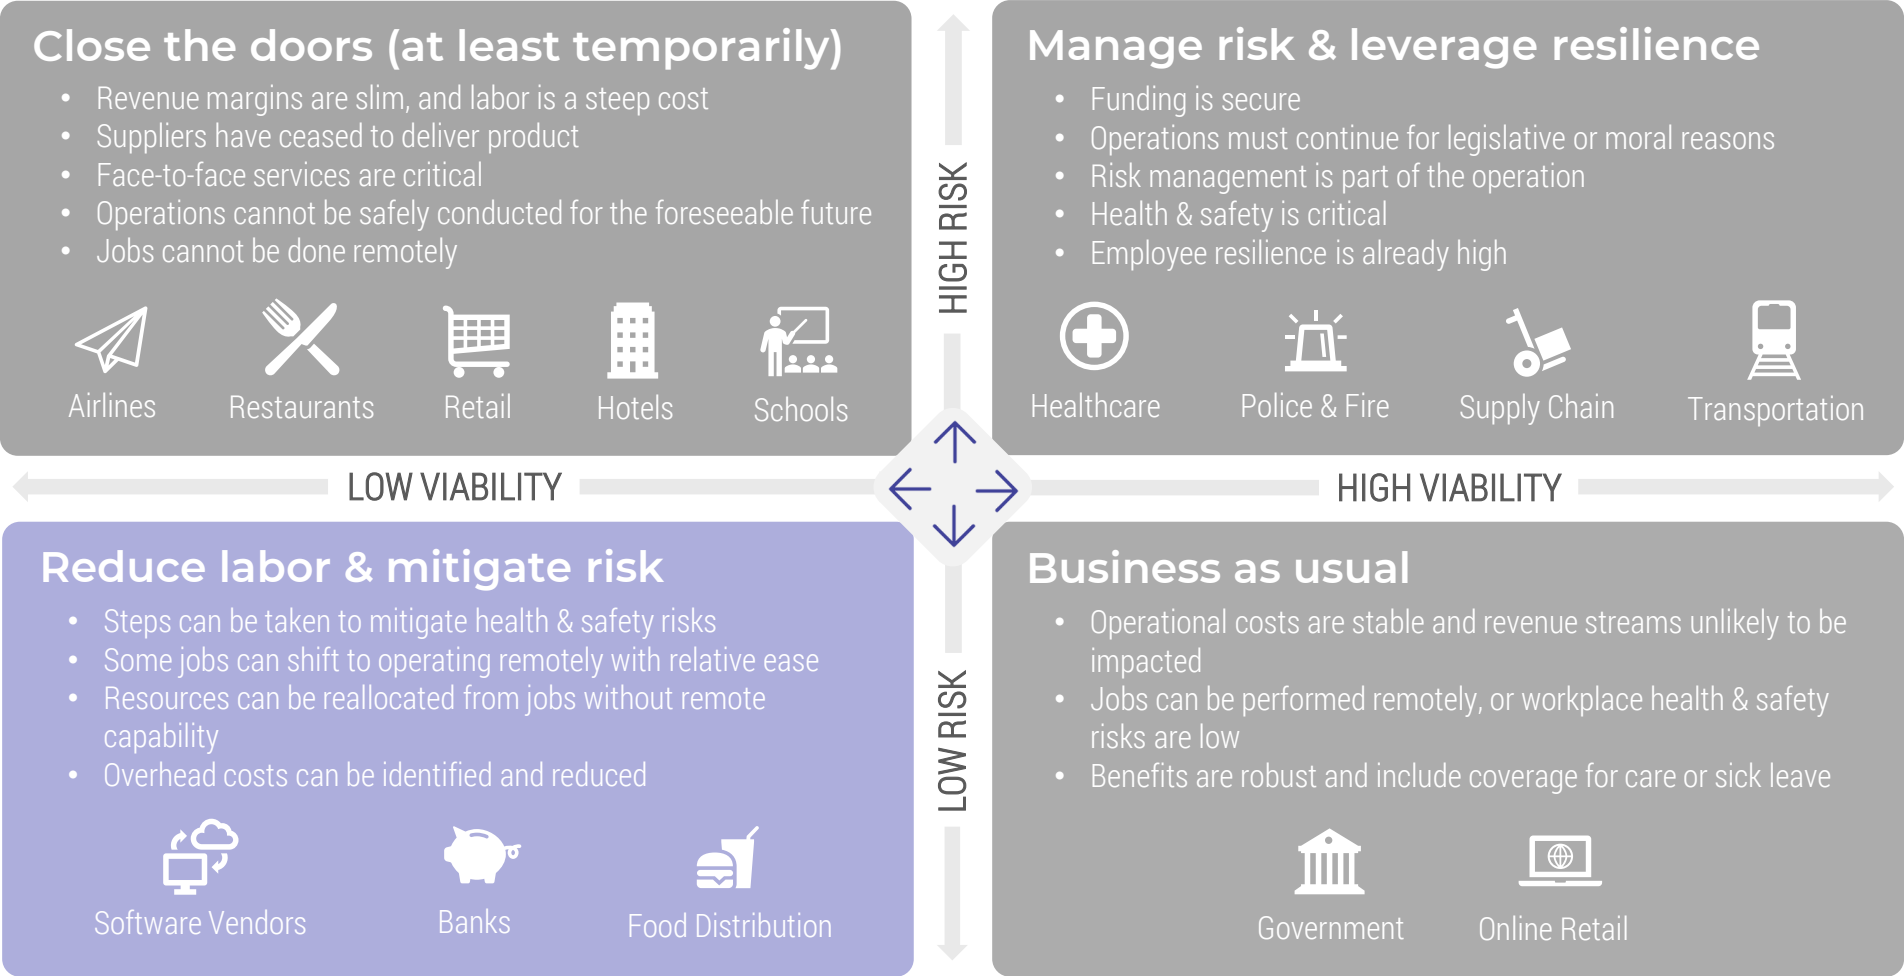 Close the doors (at least temporarily)
• Revenue margins are slim, and labor is a steep cost
• Suppliers have ceased to deliver product
• Face-to-face services are critical
• Operations cannot be safely conducted for the foreseeable future
• Jobs cannot be done remotely
Airlines
Restaurants
Retail
Hotels
Schools
HIGH RISK
Manage risk & leverage resilience
• Funding is secure
• Operations must continue for legislative or moral reasons
• Risk management is part of the operation
• Health & safety is critical
• Employee resilience is already high
Healthcare
Police & Fire
Supply Chain
Transportation
LOW VIABILITY
HIGH VIABILITY
Reduce labor & mitigate risk
• Steps can be taken to mitigate health & safety risks
• Some jobs can shift to operating remotely with relative ease
• Resources can be reallocated from jobs without remote
capability
• Overhead costs can be identified and reduced
Software Vendors
Banks
Food Distribution
LOW RISK
Business as usual
• Operational costs are stable and revenue streams unlikely to be
impacted
• Jobs can be performed remotely, or workplace health & safety
risks are low
• Benefits are robust and include coverage for care or sick leave
Government
Online Retail